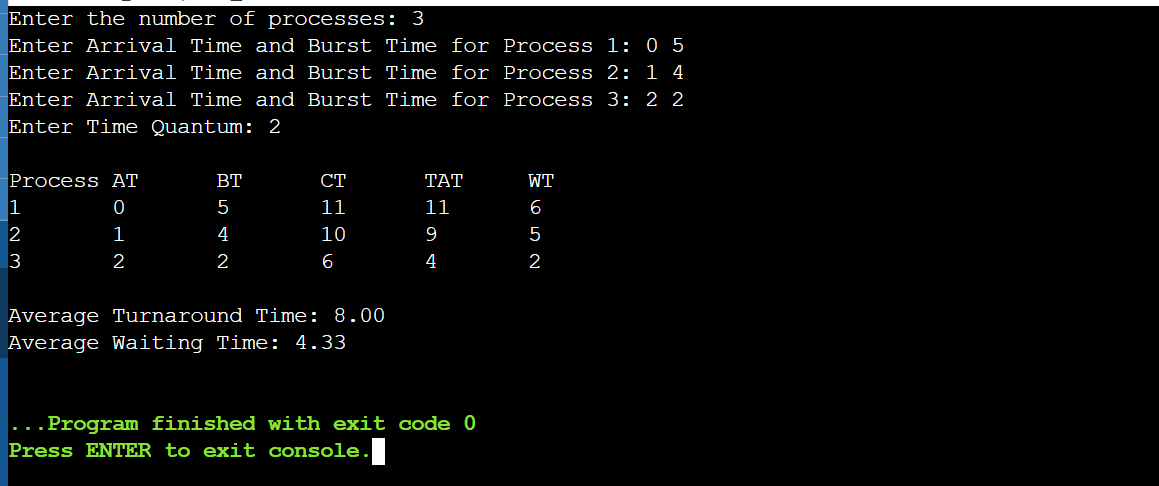 Enter the number of processes: 3
Enter Arrival Time and Burst Time for Process 1: 0 5
Enter Arrival Time and Burst Time for Process 2: 1 4
Enter Arrival Time and Burst Time for Process 3: 2 2
Enter Time Quantum: 2
Process AT BT CT TAT WT
1 0 5 11 11 6
2 1 4 10 9 5
3 2 2 6 4 2
Average Turnaround Time: 8.00
Average Waiting Time: 4.33
...Program finished with exit code 0
Press ENTER to exit console.